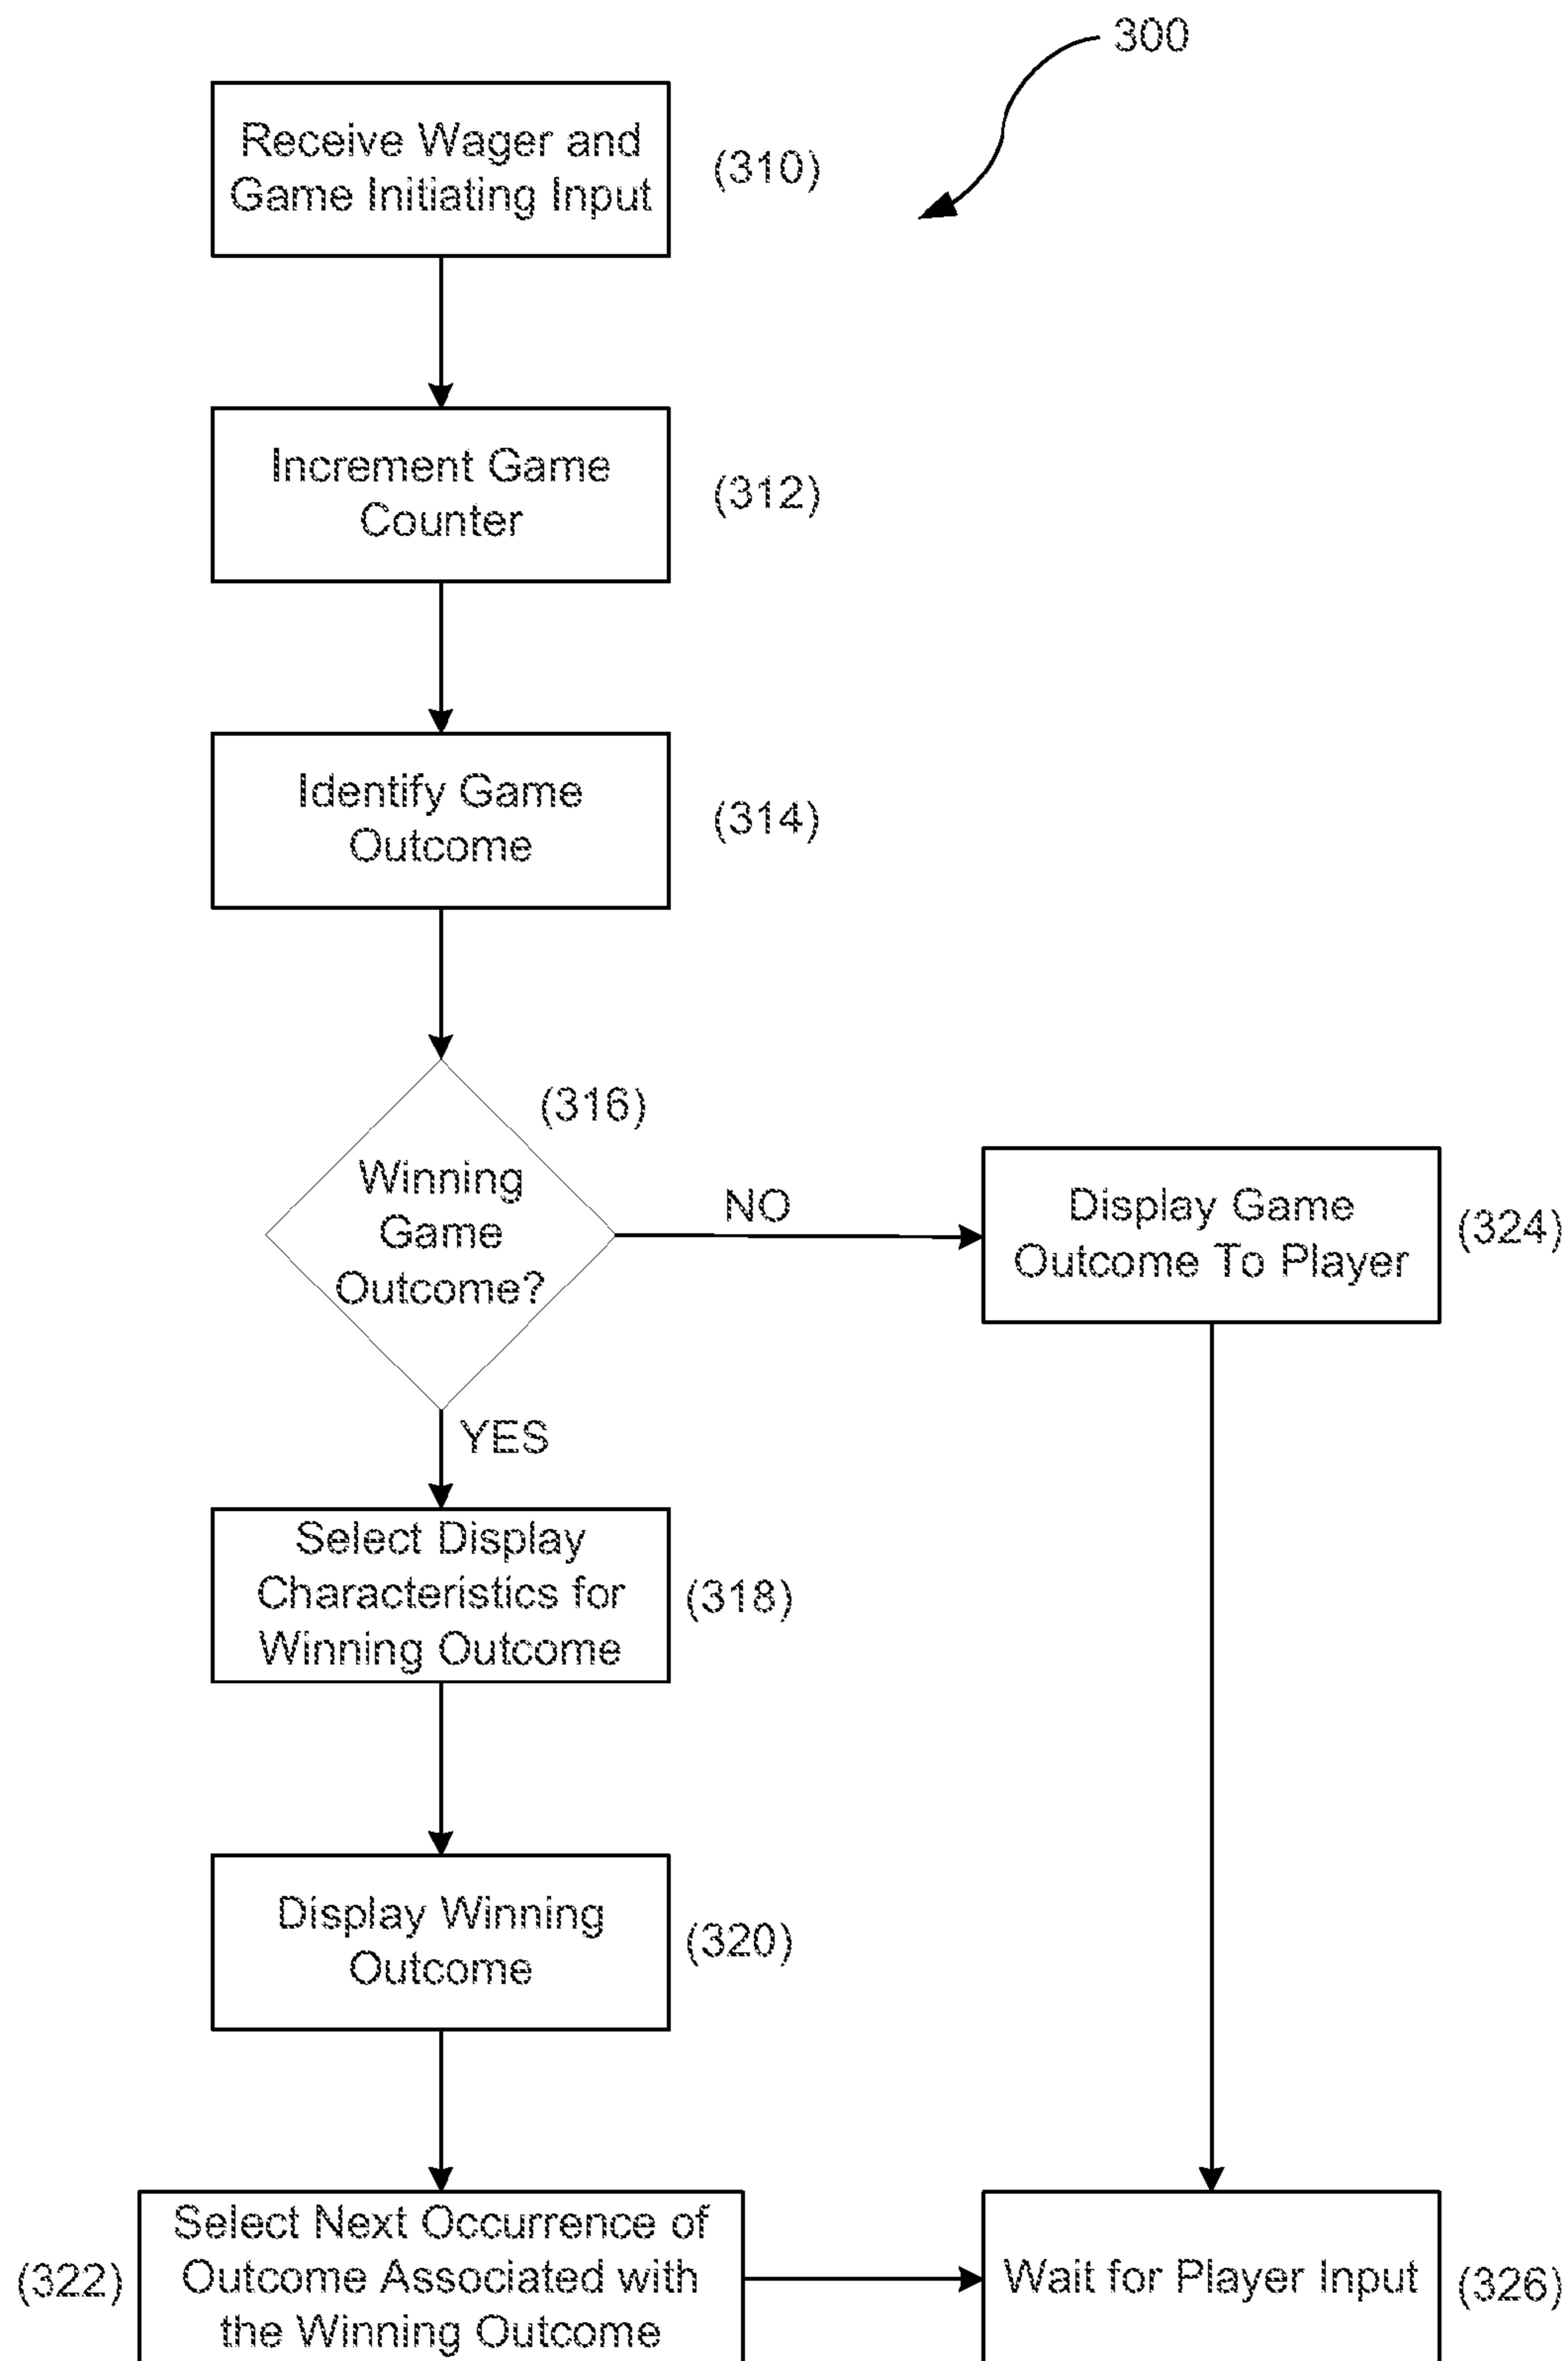 300
Receive Wager and
Game Initiating Input
(310)
Increment Game
Counter
(312)
Identify Game
Outcome
(314)
(316)
Winning
Game
Outcome?
NO
Display Game
Outcome To Player
(324)
YES
Select Display
Characteristics for
Winning Outcome
(318)
Display Winning
Outcome
(320)
(322)
Select Next Occurrence of
Outcome Associated with
the Winning Outcome
Wait for Player Input
(326)